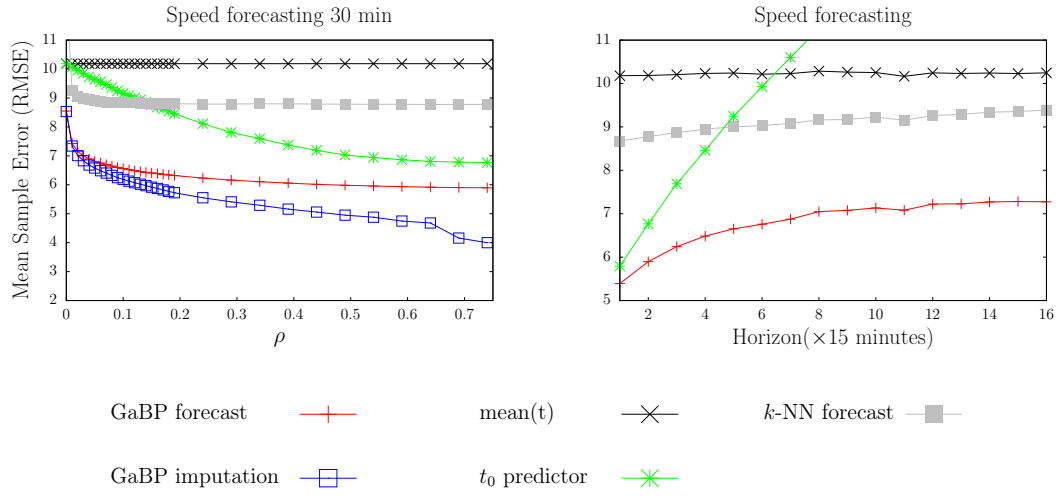 Speed forecasting 30 min
Mean Sample Error (RMSE)
11
10
9
8
7
6
5
4
3
2
0 0.1 0.2 0.3 0.4 0.5 0.6 0.7
ρ
Speed forecasting
11
10
9
8
7
6
5
2 4 6 8 10 12 14 16
Horizon(×15 minutes)
GaBP forecast mean(t) k-NN forecast
GaBP imputation t₀ predictor